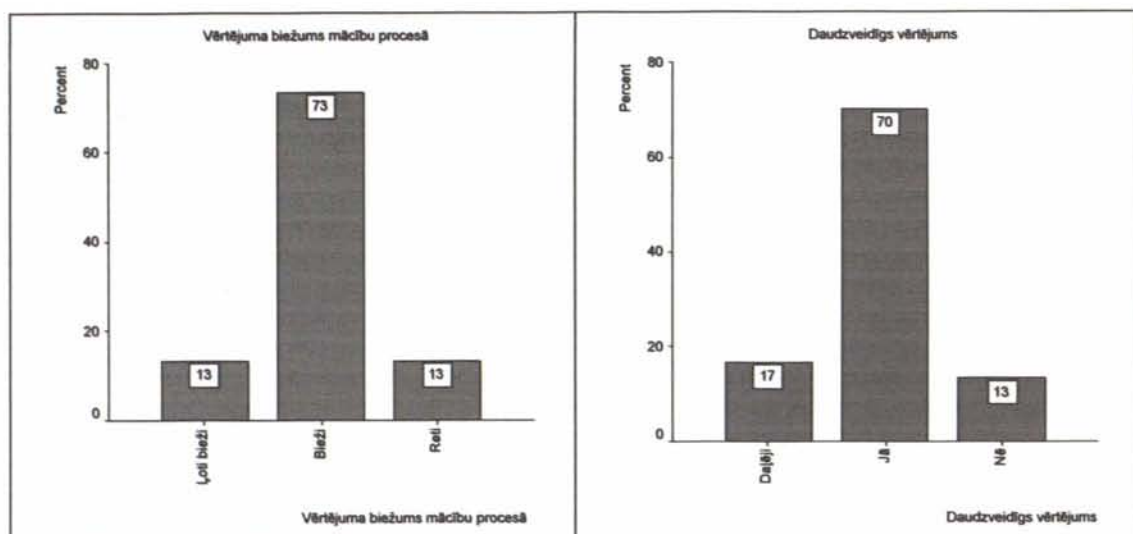 Vērtējuma biežums mācību procesā
Percent
80
60
40
20
0
13
73
13
Ļoti bieži
Bieži
Reti
Vērtējuma biežums mācību procesā
Daudzveidīgs vērtējums
Percent
80
60
40
20
0
17
70
13
Daļēji
Jā
Nē
Daudzveidīgs vērtējums